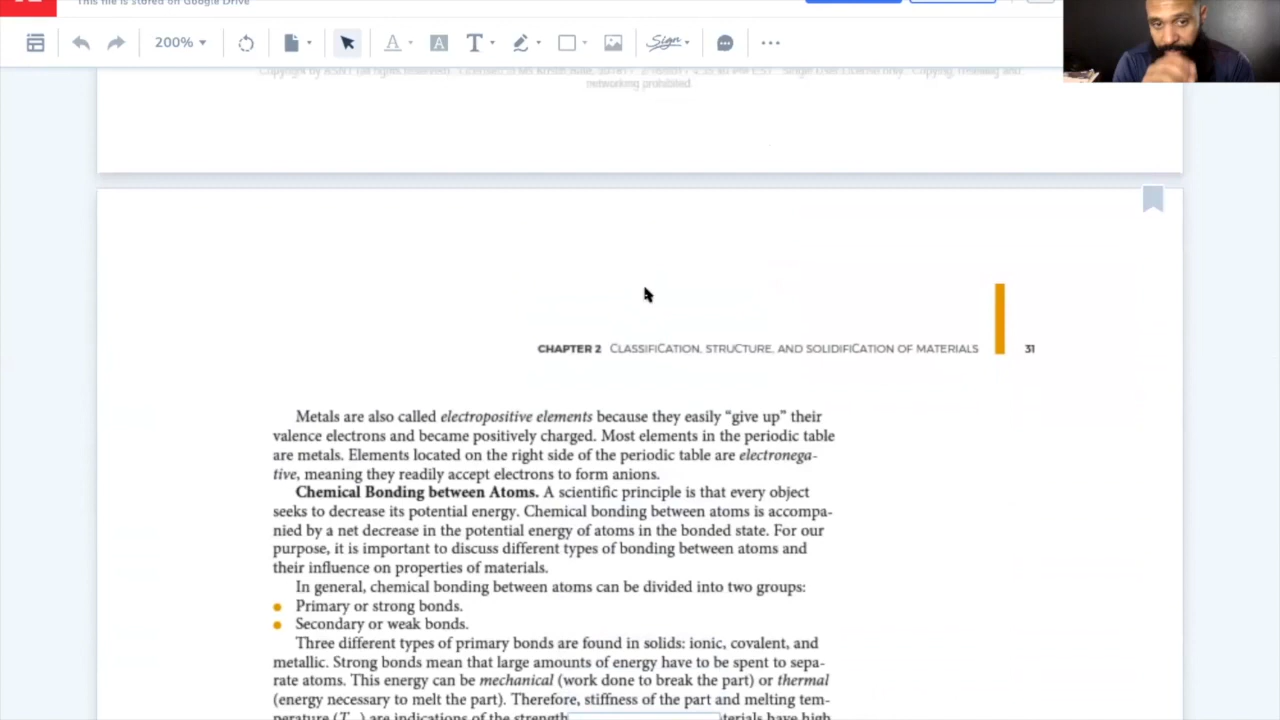 This file is stored on Google Drive
200%
T
Sign
networking prohibited.
CHAPTER 2 CLASSIFICATION, STRUCTURE, AND SOLIDIFICATION OF MATERIALS 31
Metals are also called electropositive elements because they easily “give up” their
valence electrons and became positively charged. Most elements in the periodic table
are metals. Elements located on the right side of the periodic table are electronega-
tive, meaning they readily accept electrons to form anions.
Chemical Bonding between Atoms. A scientific principle is that every object
seeks to decrease its potential energy. Chemical bonding between atoms is accompa-
nied by a net decrease in the potential energy of atoms in the bonded state. For our
purpose, it is important to discuss different types of bonding between atoms and
their influence on properties of materials.
In general, chemical bonding between atoms can be divided into two groups:
Primary or strong bonds.
Secondary or weak bonds.
Three different types of primary bonds are found in solids: ionic, covalent, and
metallic. Strong bonds mean that large amounts of energy have to be spent to sepa-
rate atoms. This energy can be mechanical (work done to break the part) or thermal
(energy necessary to melt the part). Therefore, stiffness of the part and melting tem-
are indications of the strength
have high